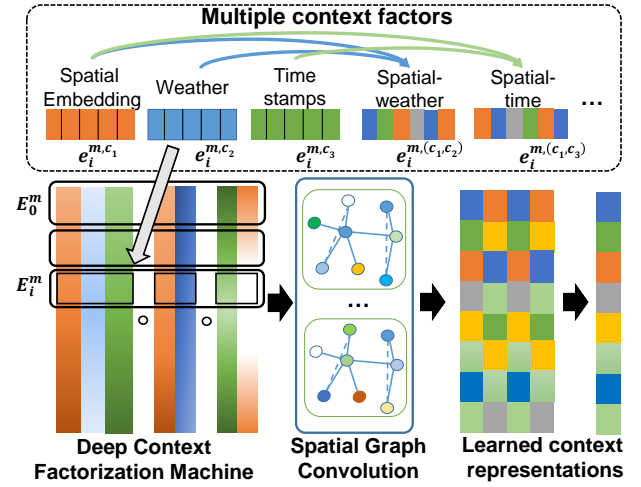 Multiple context factors
Spatial Embedding
Weather
Time stamps
Spatial-weather
Spatial-time
...
e_i^{m,c_1}
e_i^{m,c_2}
e_i^{m,c_3}
e_i^{m,(c_1,c_2)}
e_i^{m,(c_1,c_3)}
E_0^m
E_i^m
...
Deep Context
Factorization Machine
Spatial Graph
Convolution
Learned context
representations